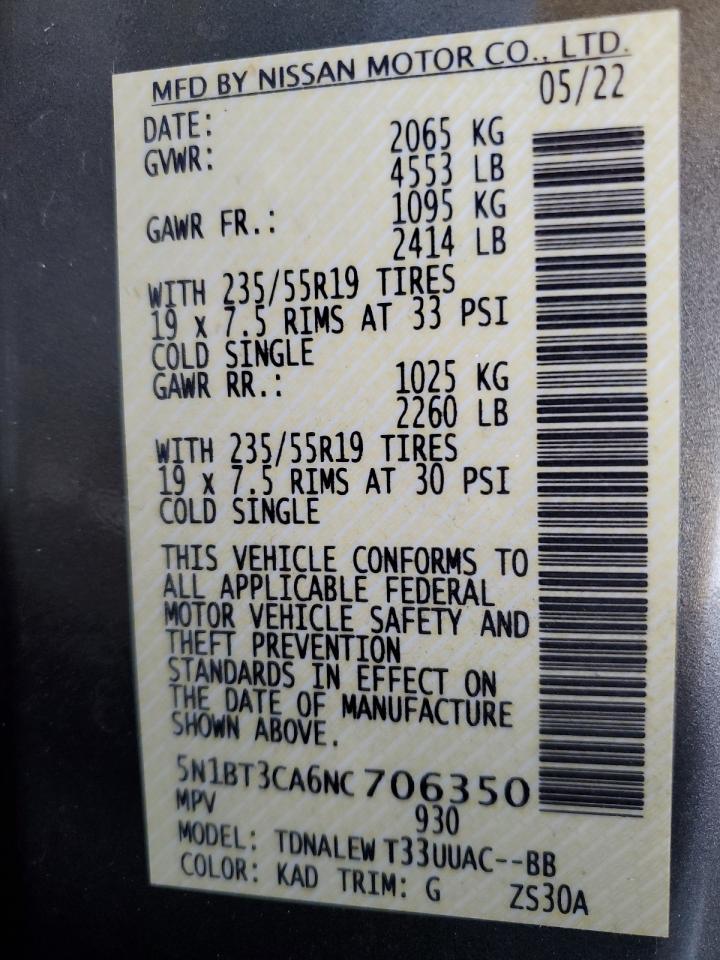 MFD BY NISSAN MOTOR CO., LTD.
DATE: 05/22
GVWR: 2065 KG
4553 LB
GAWR FR.: 1095 KG
2414 LB
WITH 235/55R19 TIRES
19 x 7.5 RIMS AT 33 PSI
COLD SINGLE
GAWR RR.: 1025 KG
2260 LB
WITH 235/55R19 TIRES
19 x 7.5 RIMS AT 30 PSI
COLD SINGLE
THIS VEHICLE CONFORMS TO
ALL APPLICABLE FEDERAL
MOTOR VEHICLE SAFETY AND
THEFT PREVENTION
STANDARDS IN EFFECT ON
THE DATE OF MANUFACTURE
SHOWN ABOVE.
5N1BT3CA6NC 706350
MPV 930
MODEL: TDNALEW T33UUAC--BB
COLOR: KAD TRIM: G ZS30A